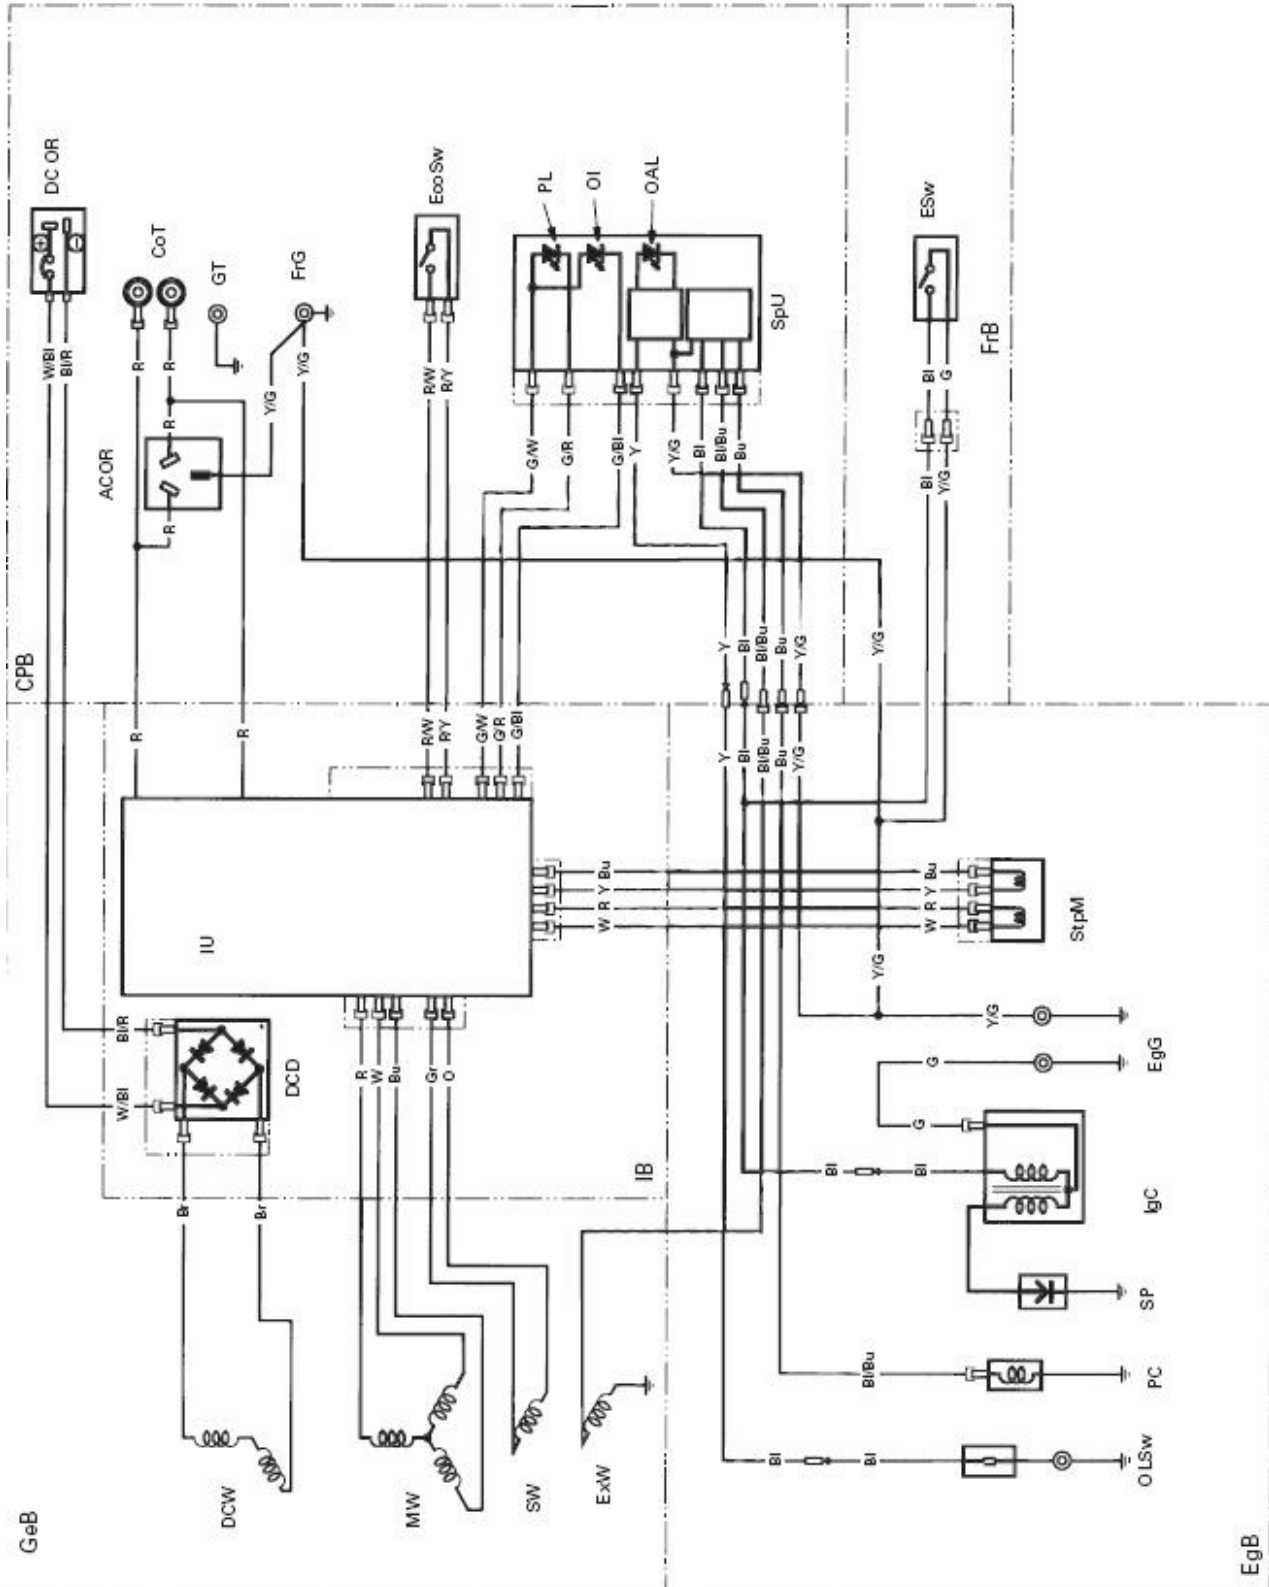 GeB
CPB
W/Bl
DC OR
Bl/R
ACOR
W/Bl
Bl/R
R
R
CoT
R
R
R
Br
IU
GT
DCW
R
Br
Y/G
DCD
Y/G
FrG
R
W
Bu
Gr
O
MW
R/W
R/W
R/Y
R/Y
EcoSw
G/W
G/R
G/Bl
G/W
G/R
G/Bl
Y
Y/G
Bl
Bl/Bu
Bu
PL
OI
OAL
SW
ExW
SpU
W
R
Y
Bu
IB
Y
Y
Bl
Bl
Bl/Bu
Bl/Bu
Bu
Bu
Y/G
Y/G
Bl
Bl
Bl/Bu
Bl
Bl
Y/G
Y/G
G
G
Bl
Bl
Y/G
G
ESw
W
R
Y
Bu
FrB
Y/G
StpM
OLSw
PC
SP
IgC
EgG
EgB